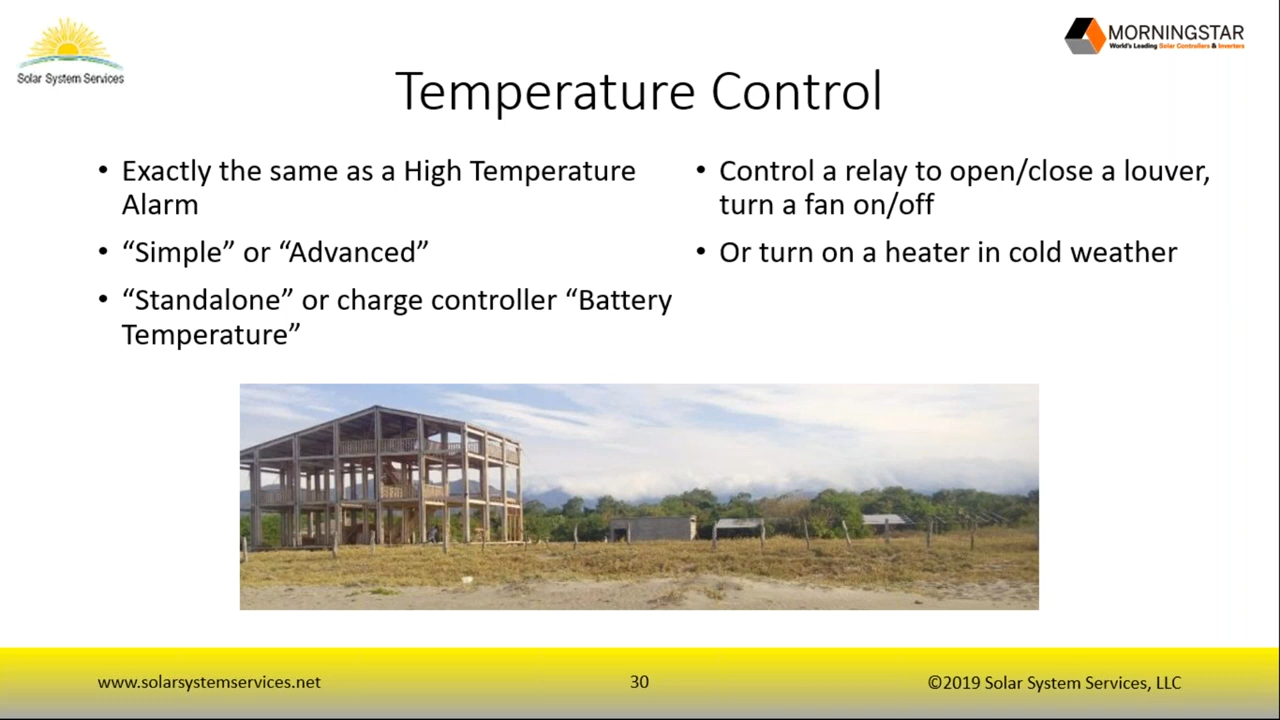 Solar System Services
MORNINGSTAR
World's Leading Solar Controllers & Inverters
Temperature Control
• Exactly the same as a High Temperature
Alarm
• “Simple” or “Advanced”
• “Standalone” or charge controller “Battery
Temperature”
• Control a relay to open/close a louver,
turn a fan on/off
• Or turn on a heater in cold weather
www.solarsystemservices.net
30
©2019 Solar System Services, LLC